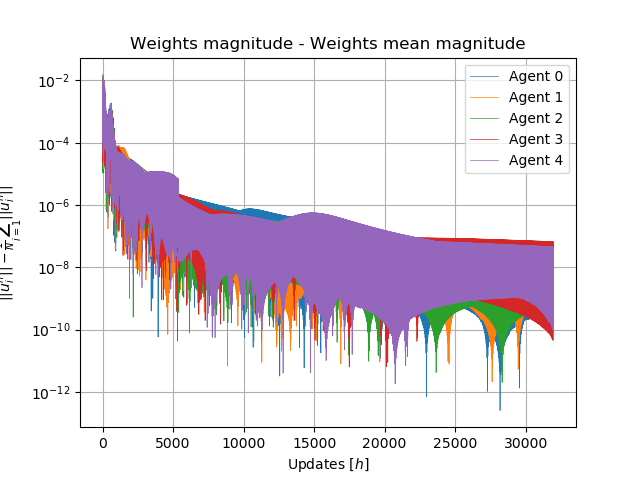 Weights magnitude - Weights mean magnitude
10⁻²
10⁻⁴
10⁻⁶
10⁻⁸
10⁻¹⁰
10⁻¹²
Agent 0
Agent 1
Agent 2
Agent 3
Agent 4
0
5000
10000
15000
20000
25000
30000
Updates [h]